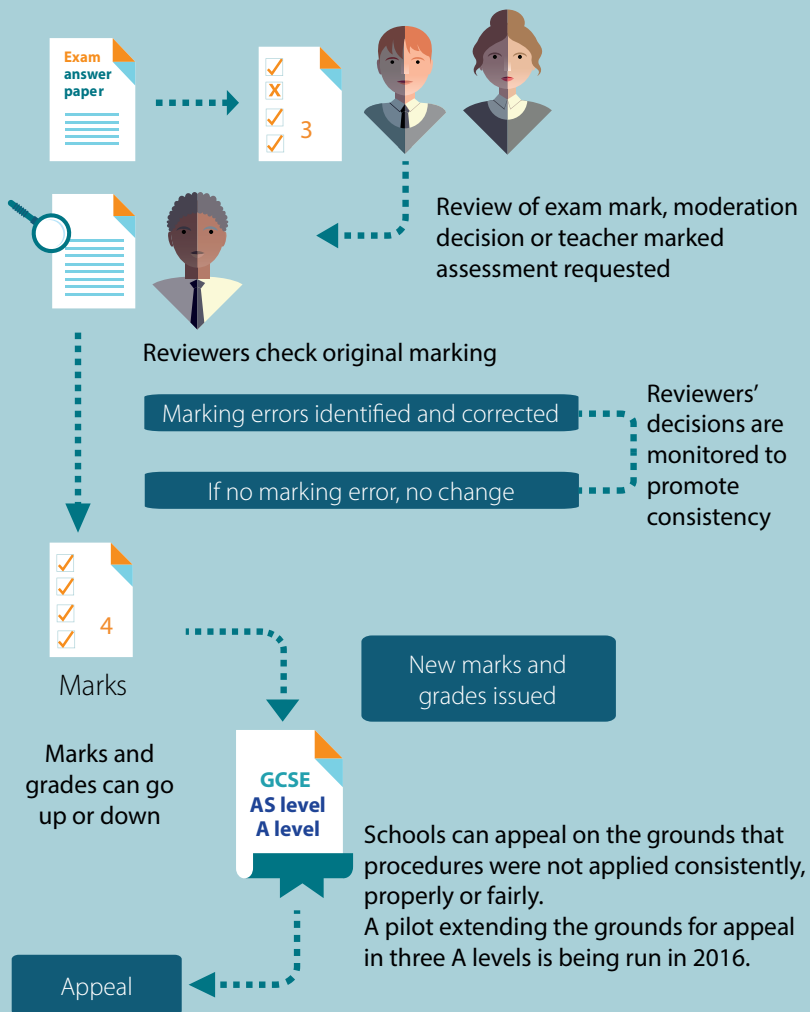 Exam
answer
paper
X
3
Review of exam mark, moderation
decision or teacher marked
assessment requested
Reviewers check original marking
Marking errors identified and corrected
If no marking error, no change
Reviewers’
decisions are
monitored to
promote
consistency
4
Marks
Marks and
grades can go
up or down
New marks and
grades issued
GCSE
AS level
A level
Schools can appeal on the grounds that
procedures were not applied consistently,
properly or fairly.
A pilot extending the grounds for appeal
in three A levels is being run in 2016.
Appeal